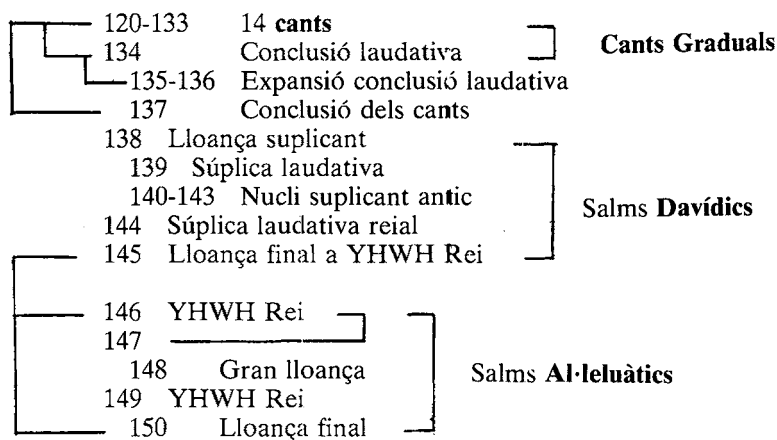 120-133 14 cants
134 Conclusió laudativa
Cants Graduals
135-136 Expansió conclusió laudativa
137 Conclusió dels cants
138 Lloança suplicant
139 Súplica laudativa
140-143 Nucli suplicant antic
Salms Davídics
144 Súplica laudativa reial
145 Lloança final a YHWH Rei
146 YHWH Rei
147
148 Gran lloança
Salms Al·leluàtics
149 YHWH Rei
150 Lloança final